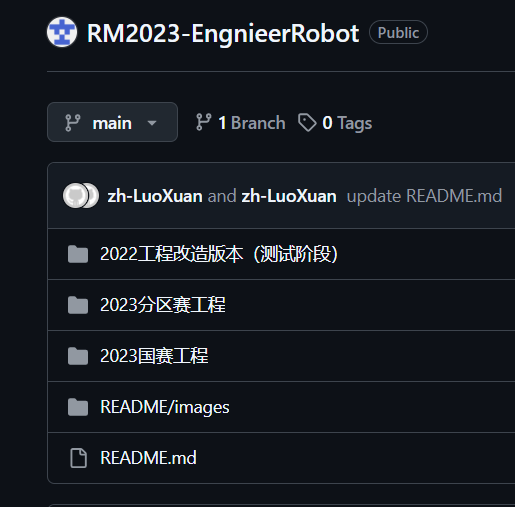 RM2023-EngnieerRobot Public
main 1 Branch 0 Tags
zh-LuoXuan and zh-LuoXuan update README.md
2022工程改造版本（测试阶段）
2023分区赛工程
2023国赛工程
README/images
README.md